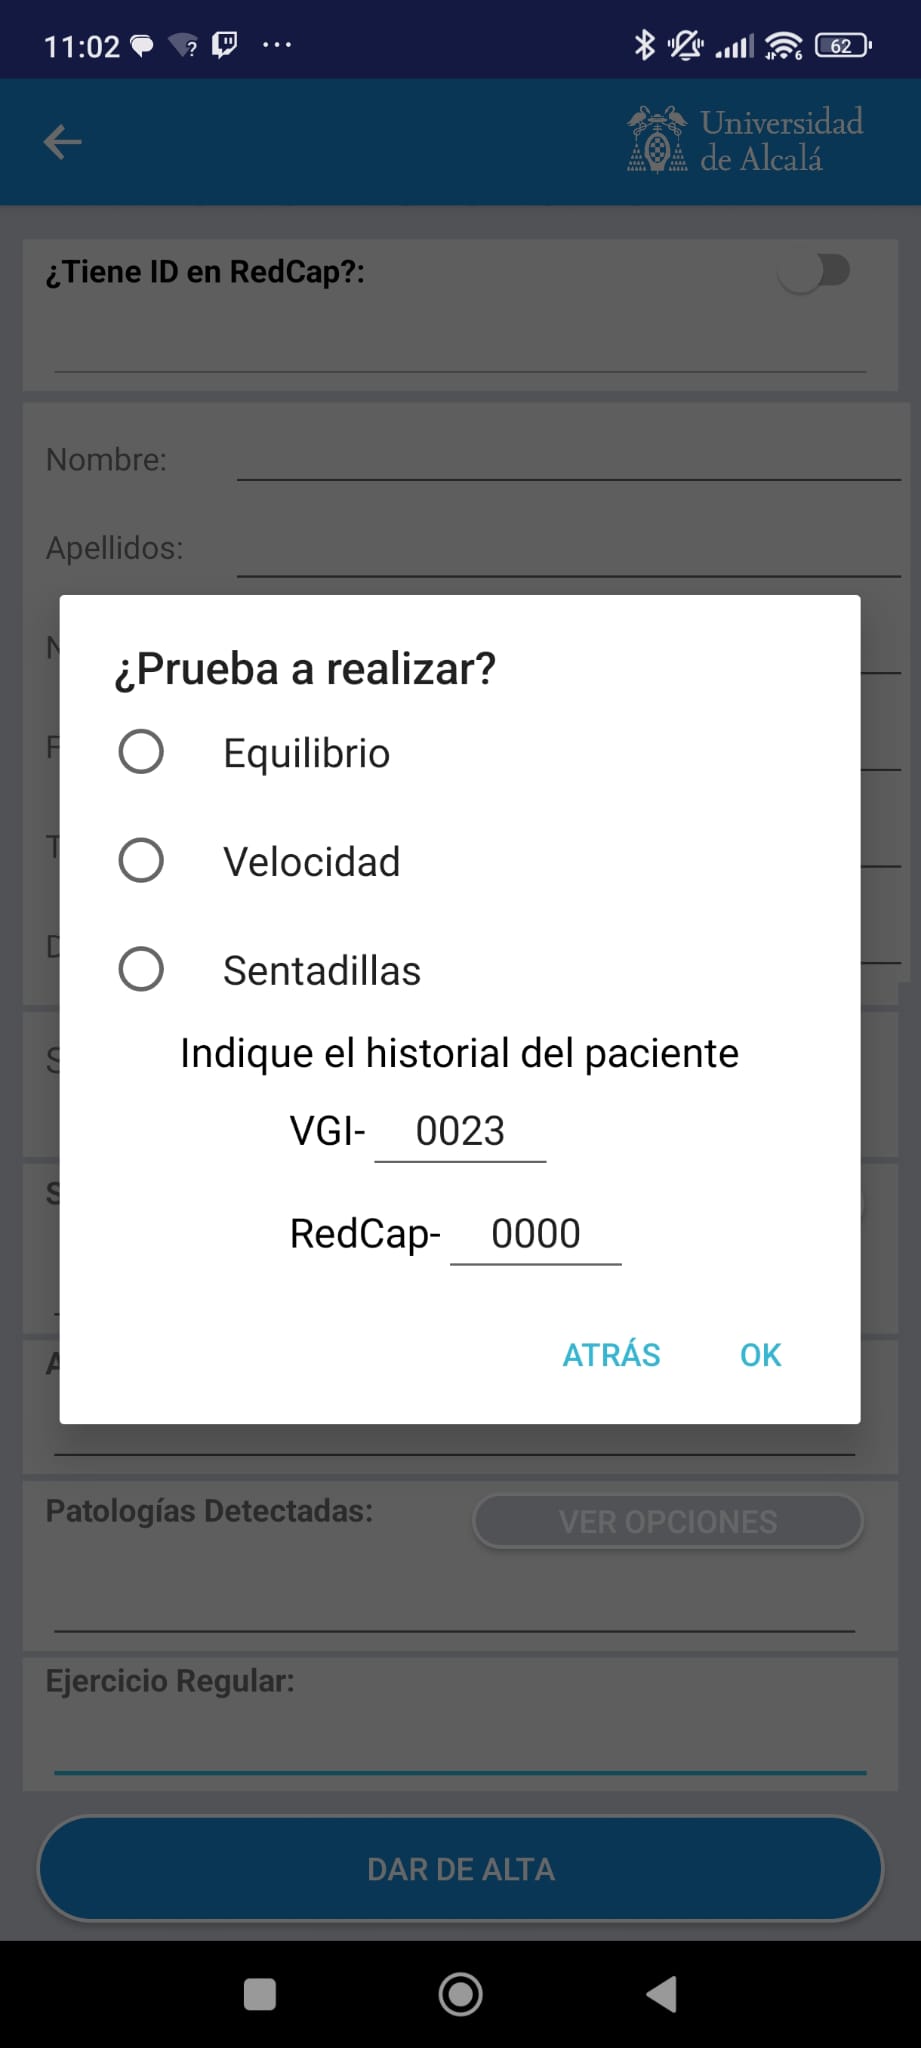 11:02
62
Universidad
de Alcalá
¿Tiene ID en RedCap?:
Nombre:
Apellidos:
¿Prueba a realizar?
Equilibrio
Velocidad
Sentadillas
Indique el historial del paciente
VGI- 0023
RedCap- 0000
ATRÁS OK
Patologías Detectadas: VER OPCIONES
Ejercicio Regular:
DAR DE ALTA